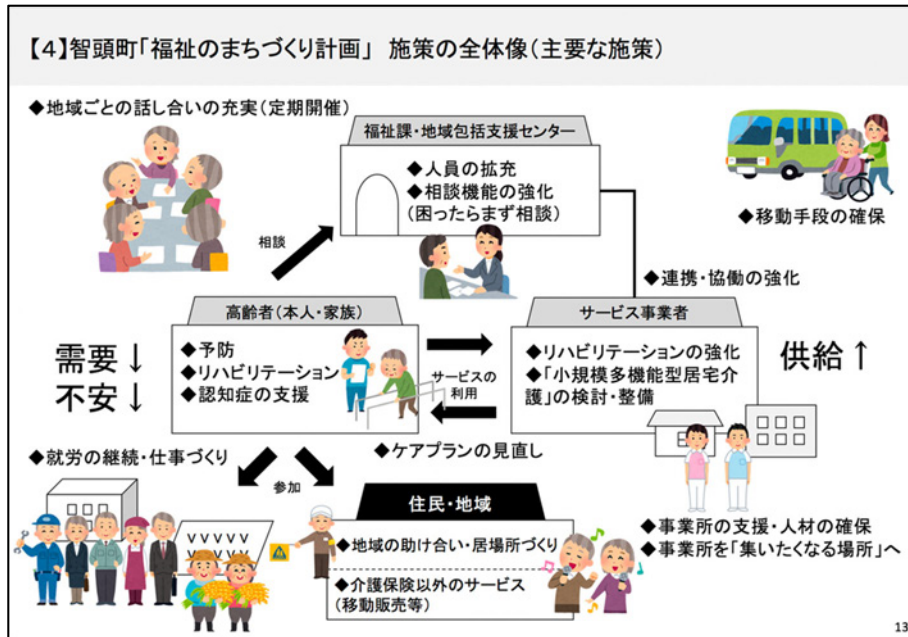 【4】智頭町「福祉のまちづくり計画」 施策の全体像(主要な施策)
◆地域ごとの話し合いの充実(定期開催)
福祉課・地域包括支援センター
◆人員の拡充
◆相談機能の強化
(困ったらまず相談)
◆移動手段の確保
相談
◆連携・協働の強化
高齢者(本人・家族)
◆予防
◆リハビリテーション
◆認知症の支援
サービスの
利用
サービス事業者
◆リハビリテーションの強化
◆「小規模多機能型居宅介
護」の検討・整備
需要↓
不安↓
供給↑
◆ケアプランの見直し
◆就労の継続・仕事づくり
参加
住民・地域
◆地域の助け合い・居場所づくり
◆介護保険以外のサービス
(移動販売等)
◆事業所の支援・人材の確保
◆事業所を「集いたくなる場所」へ
13